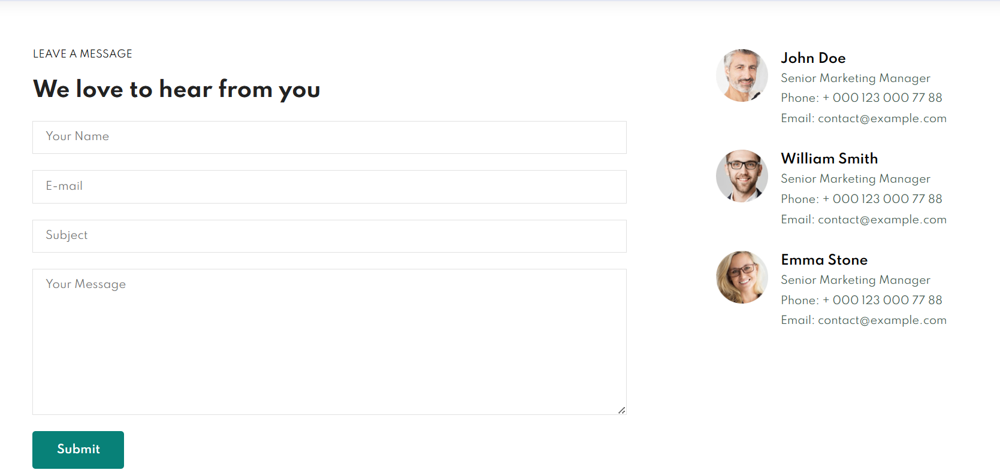 LEAVE A MESSAGE
We love to hear from you
Your Name
E-mail
Subject
Your Message
Submit
John Doe
Senior Marketing Manager
Phone: + 000 123 000 77 88
Email: contact@example.com
William Smith
Senior Marketing Manager
Phone: + 000 123 000 77 88
Email: contact@example.com
Emma Stone
Senior Marketing Manager
Phone: + 000 123 000 77 88
Email: contact@example.com